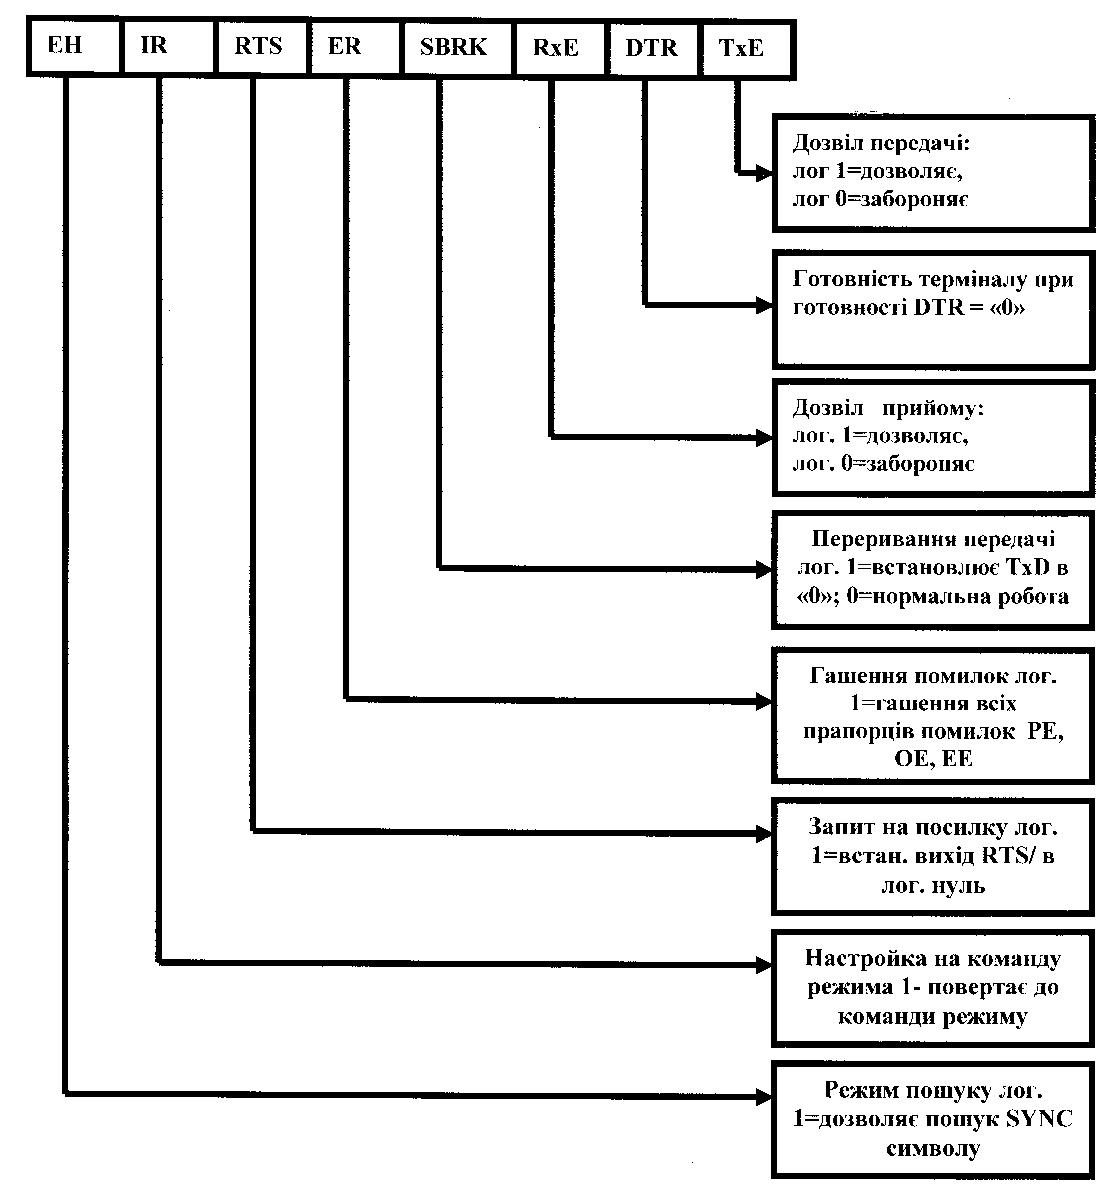 EH IR RTS ER SBRK RxE DTR TxE
Дозвіл передачі:
лог 1=дозволяє,
лог 0=забороняє
Готовність терміналу при
готовності DTR = «0»
Дозвіл прийому:
лог. 1=дозволяє,
лог. 0=забороняє
Переривання передачі
лог. 1=встановлює TxD в
«0»; 0=нормальна робота
Гашення помилок лог.
1=гашення всіх
прапорців помилок PE,
OE, EE
Запит на посилку лог.
1=встан. вихід RTS/ в
лог. нуль
Настройка на команду
режима 1- повертає до
команди режиму
Режим пошуку лог.
1=дозволяє пошук SYNC
символу